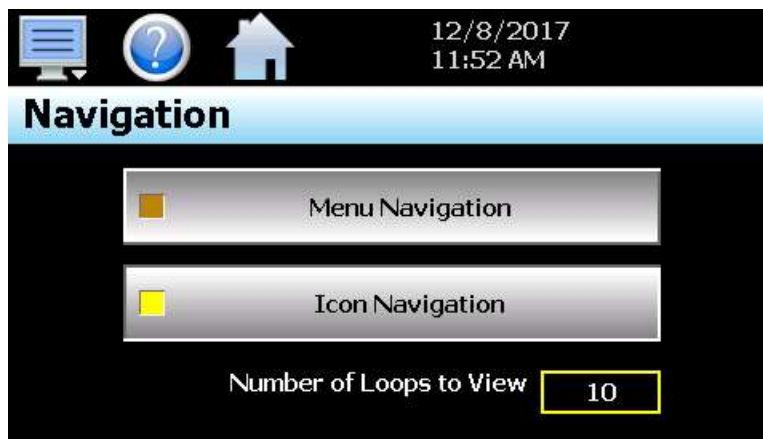 ?
12/8/2017
11:52 AM
Navigation
Menu Navigation
Icon Navigation
Number of Loops to View 10